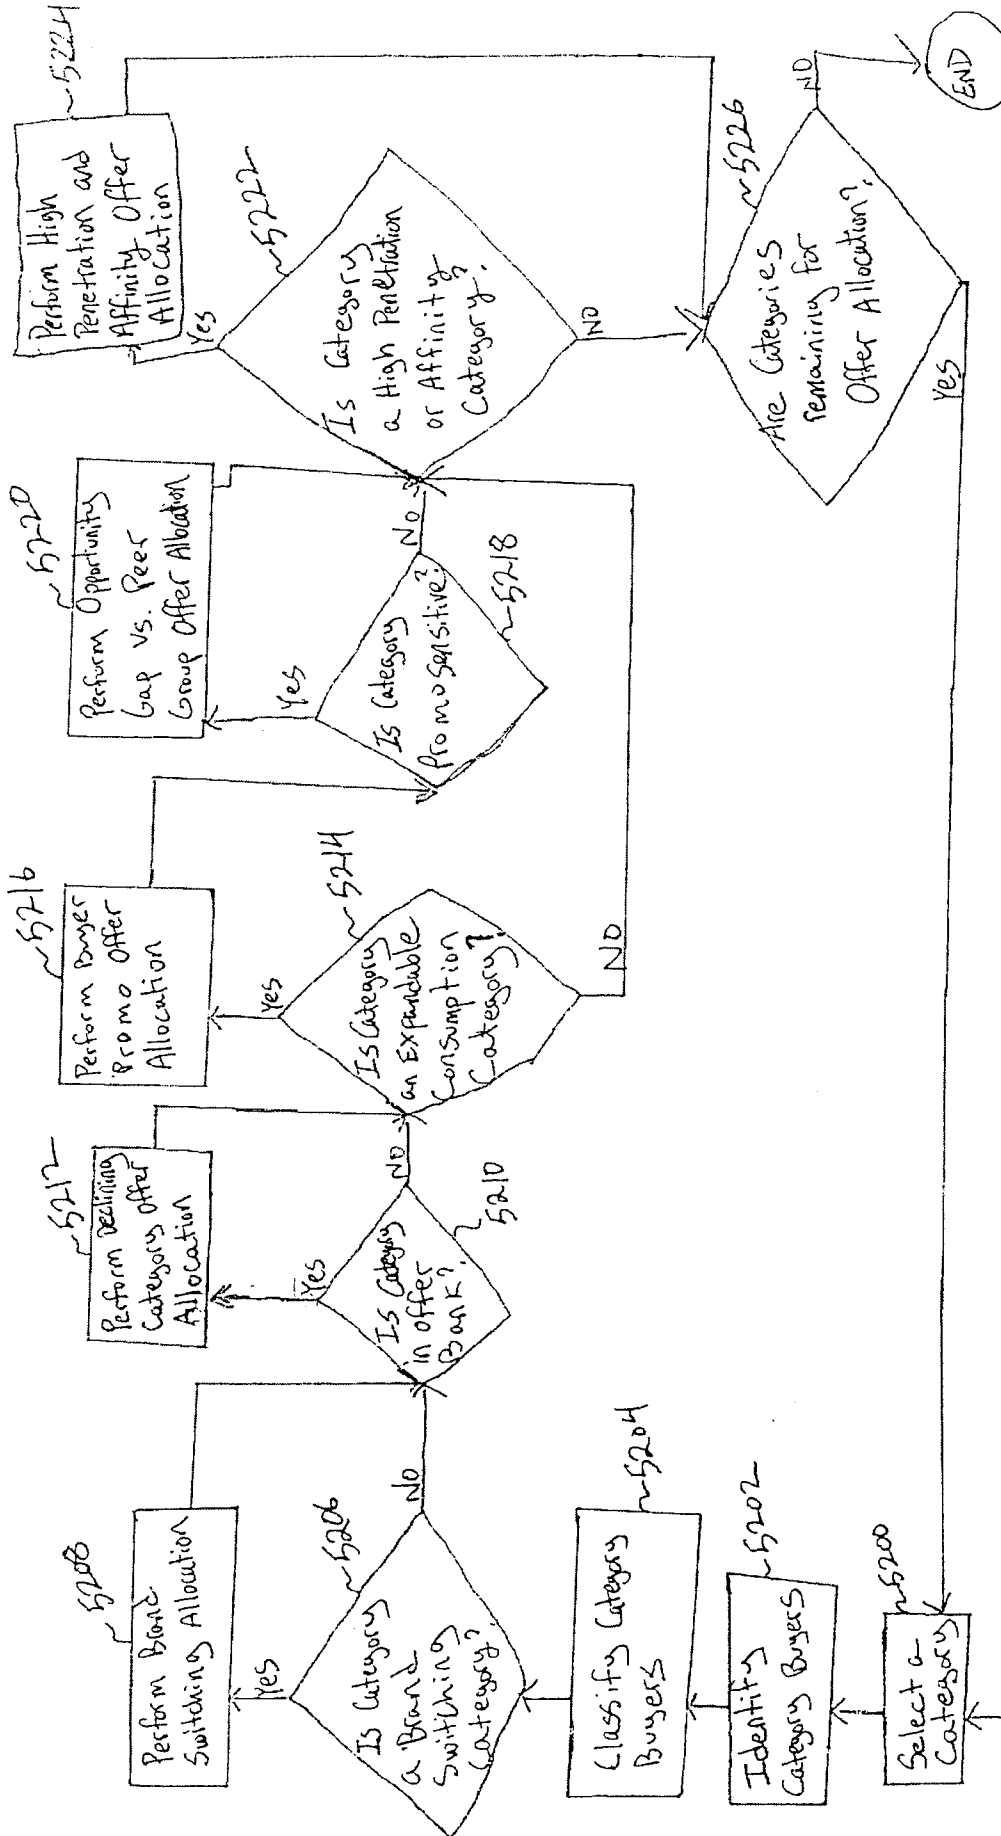 5200
Select a
Category
5202
Identify
Category Buyers
5204
Classify Category
Buyers
5206
Is Category
a Brand
Switching
Category?
Yes
No
5208
Perform Brand
Switching Allocation
5210
Is Category
in offer
Bank?
Yes
No
5212
Perform Declining
Category Offer
Allocation
5214
Is Category
an Expandable
Consumption
Category?
Yes
NO
5216
Perform Buyer
Promo Offer
Allocation
5218
Is Category
Promo Sensitive?
Yes
No
5220
Perform Opportunity
Gap vs. Peer
Group Offer Allocation
5222
Is Category
a High Penetration
or Affinity
Category?
Yes
NO
5224
Perform High
Penetration and
Affinity Offer
Allocation
5226
Are Categories
remaining for
Offer Allocation?
Yes
NO
END